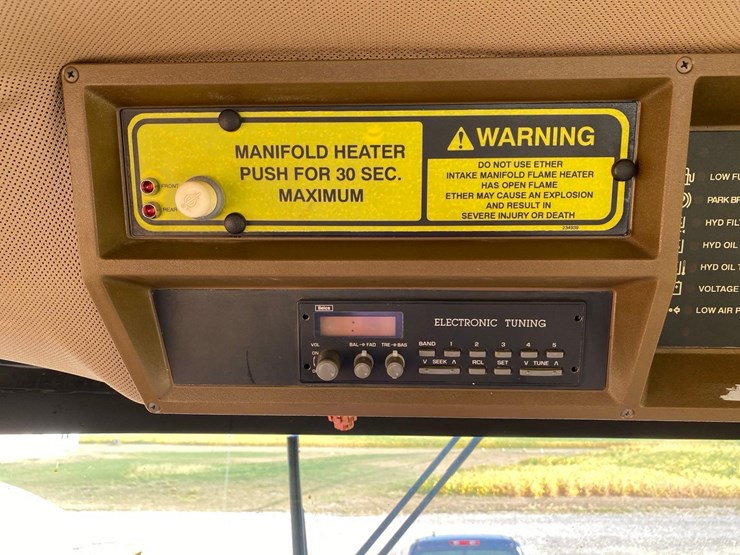 MANIFOLD HEATER
PUSH FOR 30 SEC.
MAXIMUM
FRONT
REAR
WARNING
DO NOT USE ETHER
INTAKE MANIFOLD FLAME HEATER
HAS OPEN FLAME
ETHER MAY CAUSE AN EXPLOSION
AND RESULT IN
SEVERE INJURY OR DEATH
LOW FU
PARK BR
HYD FIL
HYD OIL
HYD OIL T
VOLTAGE
LOW AIR P
Delco
ELECTRONIC TUNING
VOL BAL→FAD TRE→BAS BAND 1 2 3 4 5
ON
V SEEK Λ RCL SET V TUNE Λ